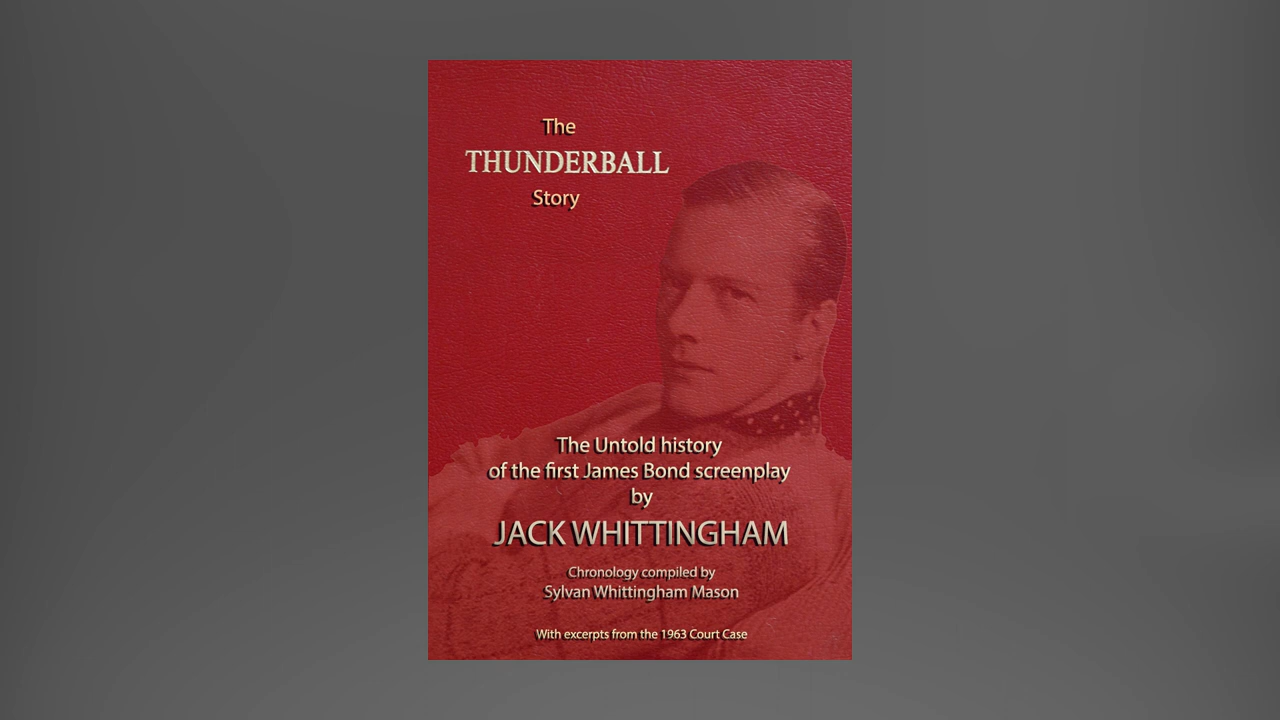 The
THUNDERBALL
Story
The Untold history
of the first James Bond screenplay
by
JACK WHITTINGHAM
Chronology compiled by
Sylvan Whittingham Mason
With excerpts from the 1963 Court Case